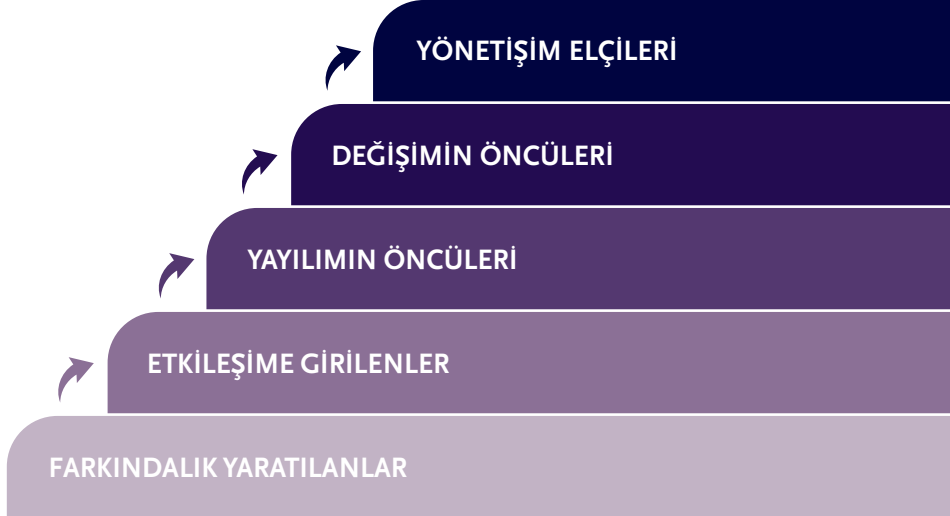 YÖNETİŞİM ELÇİLERİ
DEĞİŞİMİN ÖNCÜLERİ
YAYILIMIN ÖNCÜLERİ
ETKİLEŞİME GİRİLENLER
FARKINDALIK YARATILANLAR